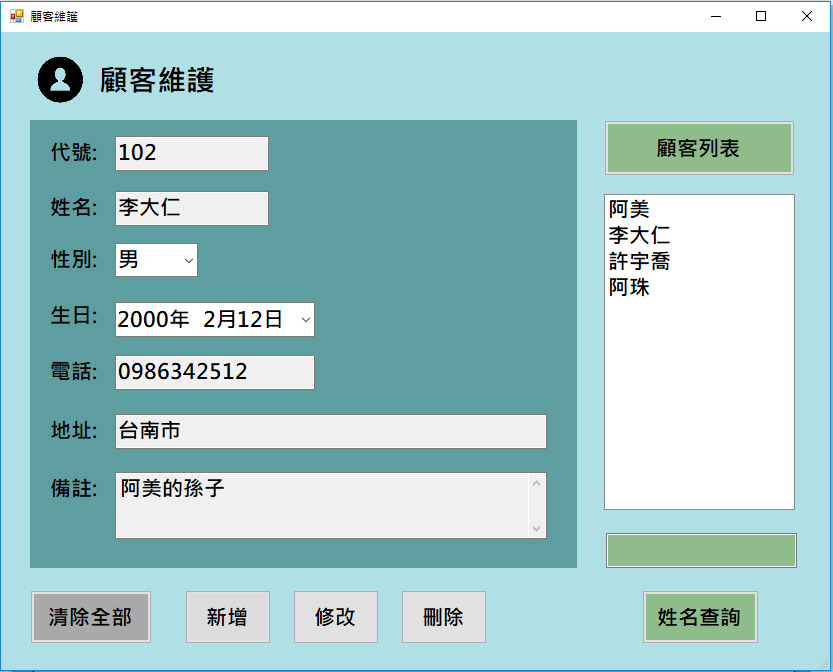 顧客維護
顧客維護
代號: 102
姓名: 李大仁
性別: 男
生日: 2000年 2月12日
電話: 0986342512
地址: 台南市
備註: 阿美的孫子
顧客列表
阿美
李大仁
許宇喬
阿珠
清除全部 新增 修改 刪除 姓名查詢